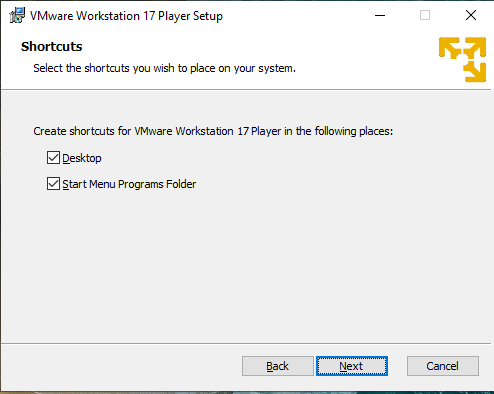 VMware Workstation 17 Player Setup
Shortcuts
Select the shortcuts you wish to place on your system.
Create shortcuts for VMware Workstation 17 Player in the following places:
Desktop
Start Menu Programs Folder
Back
Next
Cancel